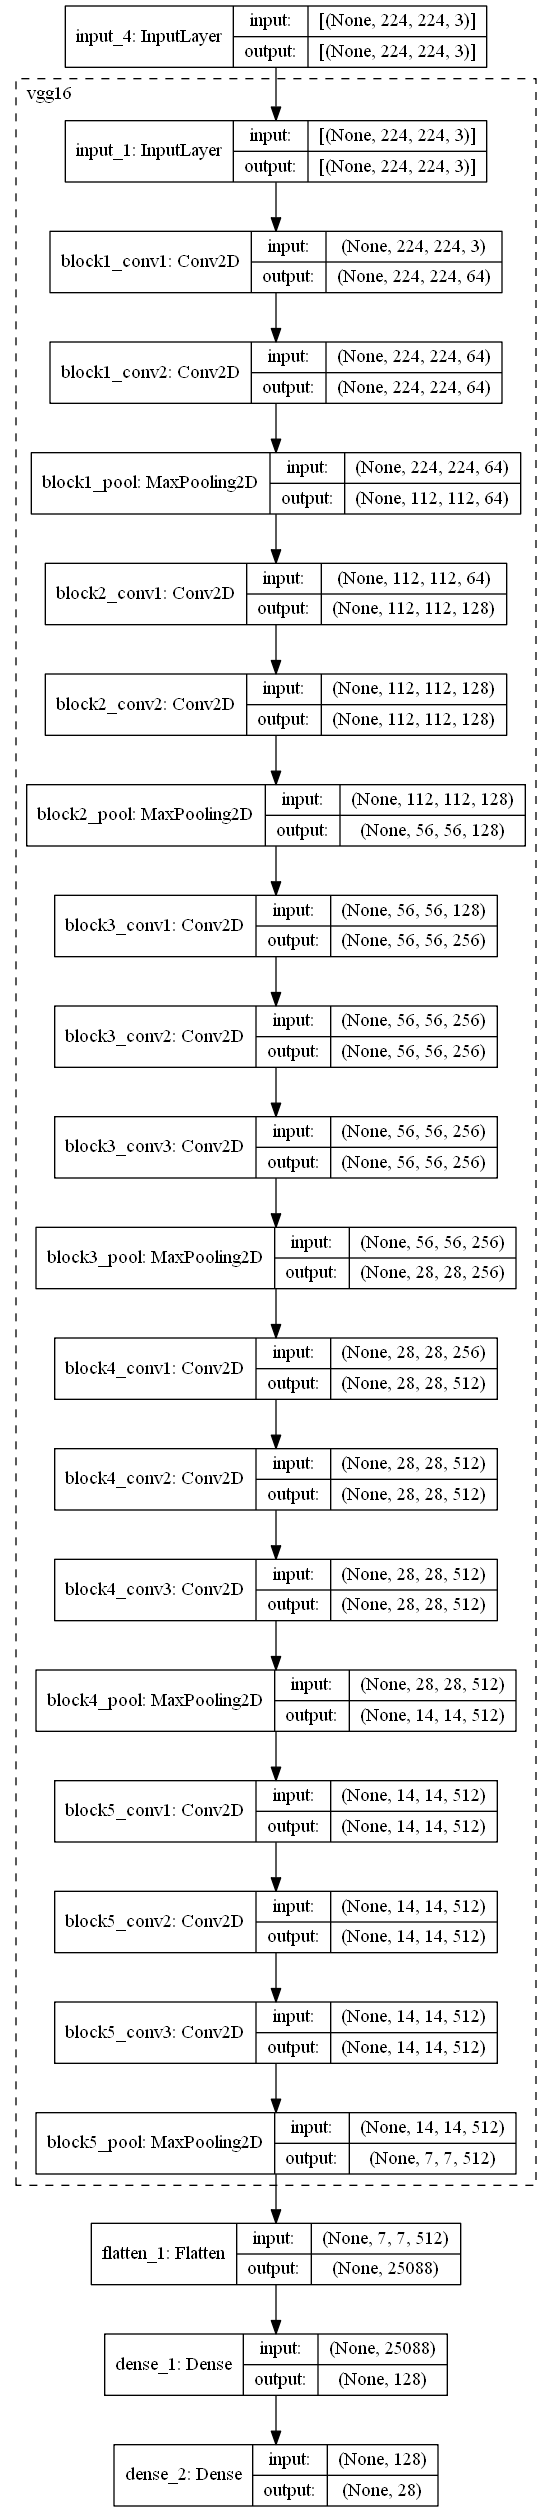 input_4: InputLayer input: [(None, 224, 224, 3)]
output: [(None, 224, 224, 3)]
vgg16
input_1: InputLayer input: [(None, 224, 224, 3)]
output: [(None, 224, 224, 3)]
block1_conv1: Conv2D input: (None, 224, 224, 3)
output: (None, 224, 224, 64)
block1_conv2: Conv2D input: (None, 224, 224, 64)
output: (None, 224, 224, 64)
block1_pool: MaxPooling2D input: (None, 224, 224, 64)
output: (None, 112, 112, 64)
block2_conv1: Conv2D input: (None, 112, 112, 64)
output: (None, 112, 112, 128)
block2_conv2: Conv2D input: (None, 112, 112, 128)
output: (None, 112, 112, 128)
block2_pool: MaxPooling2D input: (None, 112, 112, 128)
output: (None, 56, 56, 128)
block3_conv1: Conv2D input: (None, 56, 56, 128)
output: (None, 56, 56, 256)
block3_conv2: Conv2D input: (None, 56, 56, 256)
output: (None, 56, 56, 256)
block3_conv3: Conv2D input: (None, 56, 56, 256)
output: (None, 56, 56, 256)
block3_pool: MaxPooling2D input: (None, 56, 56, 256)
output: (None, 28, 28, 256)
block4_conv1: Conv2D input: (None, 28, 28, 256)
output: (None, 28, 28, 512)
block4_conv2: Conv2D input: (None, 28, 28, 512)
output: (None, 28, 28, 512)
block4_conv3: Conv2D input: (None, 28, 28, 512)
output: (None, 28, 28, 512)
block4_pool: MaxPooling2D input: (None, 28, 28, 512)
output: (None, 14, 14, 512)
block5_conv1: Conv2D input: (None, 14, 14, 512)
output: (None, 14, 14, 512)
block5_conv2: Conv2D input: (None, 14, 14, 512)
output: (None, 14, 14, 512)
block5_conv3: Conv2D input: (None, 14, 14, 512)
output: (None, 14, 14, 512)
block5_pool: MaxPooling2D input: (None, 14, 14, 512)
output: (None, 7, 7, 512)
flatten_1: Flatten input: (None, 7, 7, 512)
output: (None, 25088)
dense_1: Dense input: (None, 25088)
output: (None, 128)
dense_2: Dense input: (None, 128)
output: (None, 28)